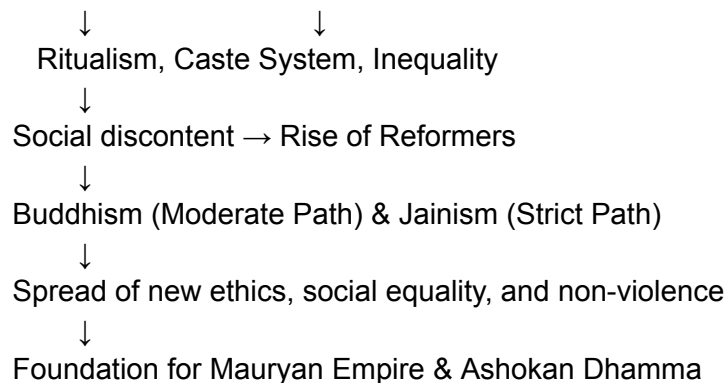 ↓ ↓
Ritualism, Caste System, Inequality
↓
Social discontent → Rise of Reformers
↓
Buddhism (Moderate Path) & Jainism (Strict Path)
↓
Spread of new ethics, social equality, and non-violence
↓
Foundation for Mauryan Empire & Ashokan Dhamma